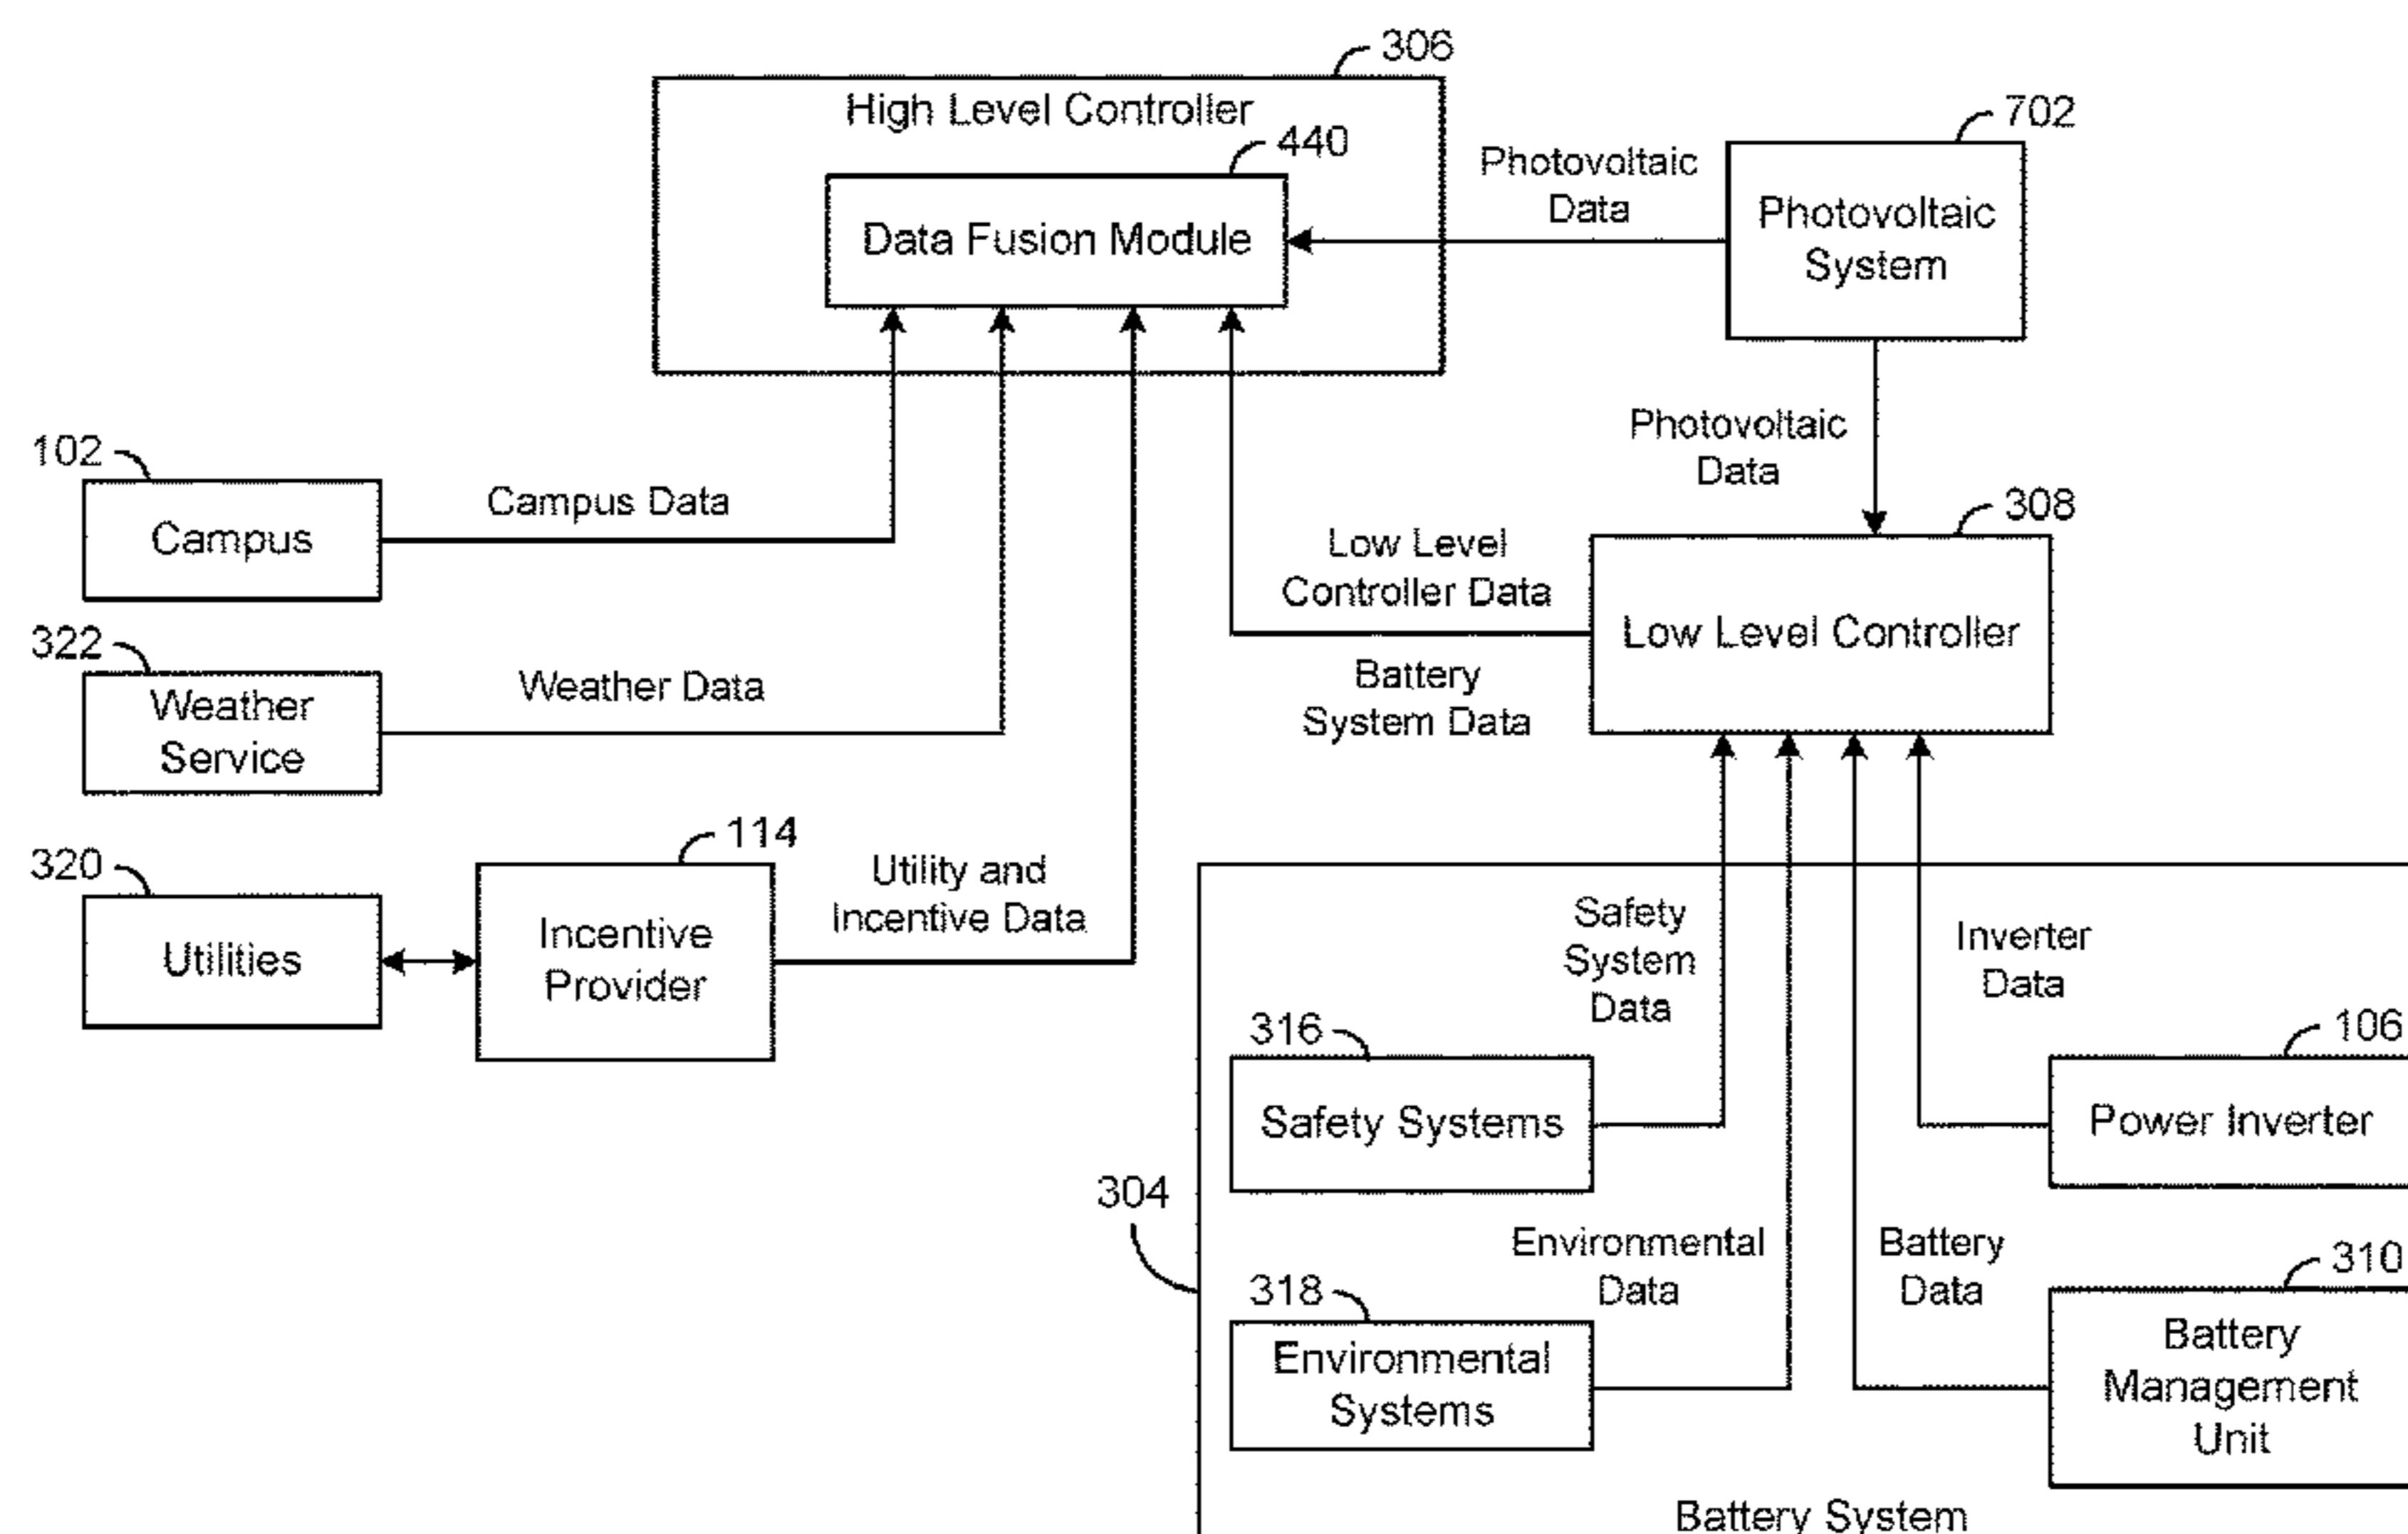 306
High Level Controller
440
Data Fusion Module
Photovoltaic
Data
702
Photovoltaic
System
Photovoltaic
Data
102
Campus
Campus Data
308
Low Level
Controller Data
Low Level Controller
Battery
System Data
322
Weather
Service
Weather Data
320
Utilities
114
Incentive
Provider
Utility and
Incentive Data
304
Safety
System
Data
Inverter
Data
316
Safety Systems
106
Power Inverter
Environmental
Data
Battery
Data
318
Environmental
Systems
310
Battery
Management
Unit
Battery System